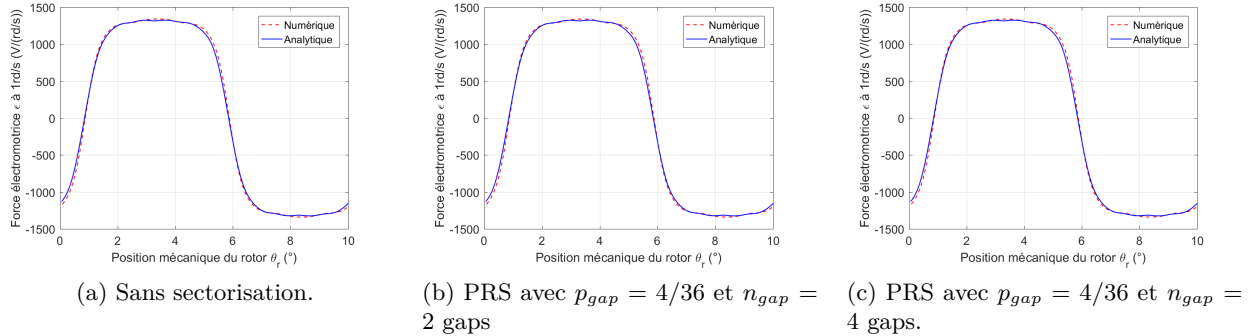 Force électromotrice ϵ à 1rd/s (V/(rd/s))
1500
1000
500
0
-500
-1000
-1500
0 2 4 6 8 10
Position mécanique du rotor θr (°)
Numérique
Analytique
(a) Sans sectorisation.
Force électromotrice ϵ à 1rd/s (V/(rd/s))
1500
1000
500
0
-500
-1000
-1500
0 2 4 6 8 10
Position mécanique du rotor θr (°)
Numérique
Analytique
(b) PRS avec pgap = 4/36 et ngap =
2 gaps
Force électromotrice ϵ à 1rd/s (V/(rd/s))
1500
1000
500
0
-500
-1000
-1500
0 2 4 6 8 10
Position mécanique du rotor θr (°)
Numérique
Analytique
(c) PRS avec pgap = 4/36 et ngap =
4 gaps.